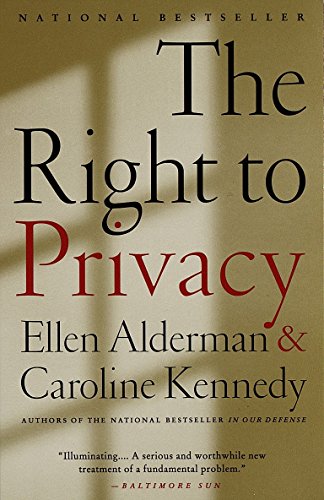 NATIONAL BESTSELLER
The
Right to
Privacy
Ellen Alderman &
Caroline Kennedy
AUTHORS OF THE NATIONAL BESTSELLER IN OUR DEFENSE
"Illuminating.... A serious and worthwhile new
treatment of a fundamental problem."
—BALTIMORE SUN